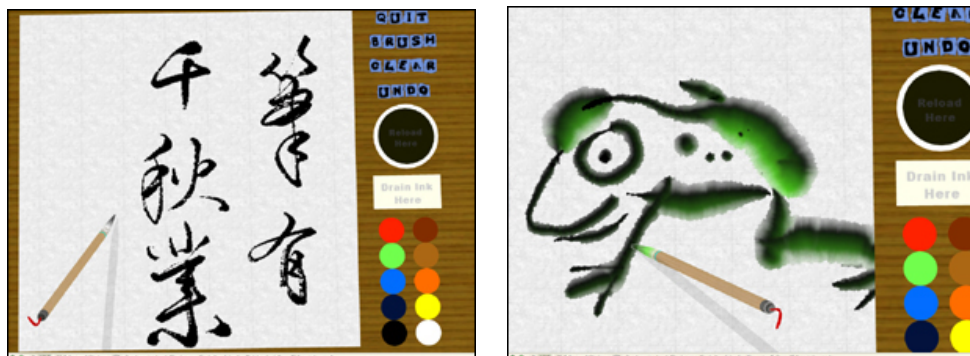 筆有
千秋業
QUIT
BRUSH
CLEAR
UNDO
Reload
Here
Drain Ink
Here
CLEAR
UNDO
Reload
Here
Drain Ink
Here